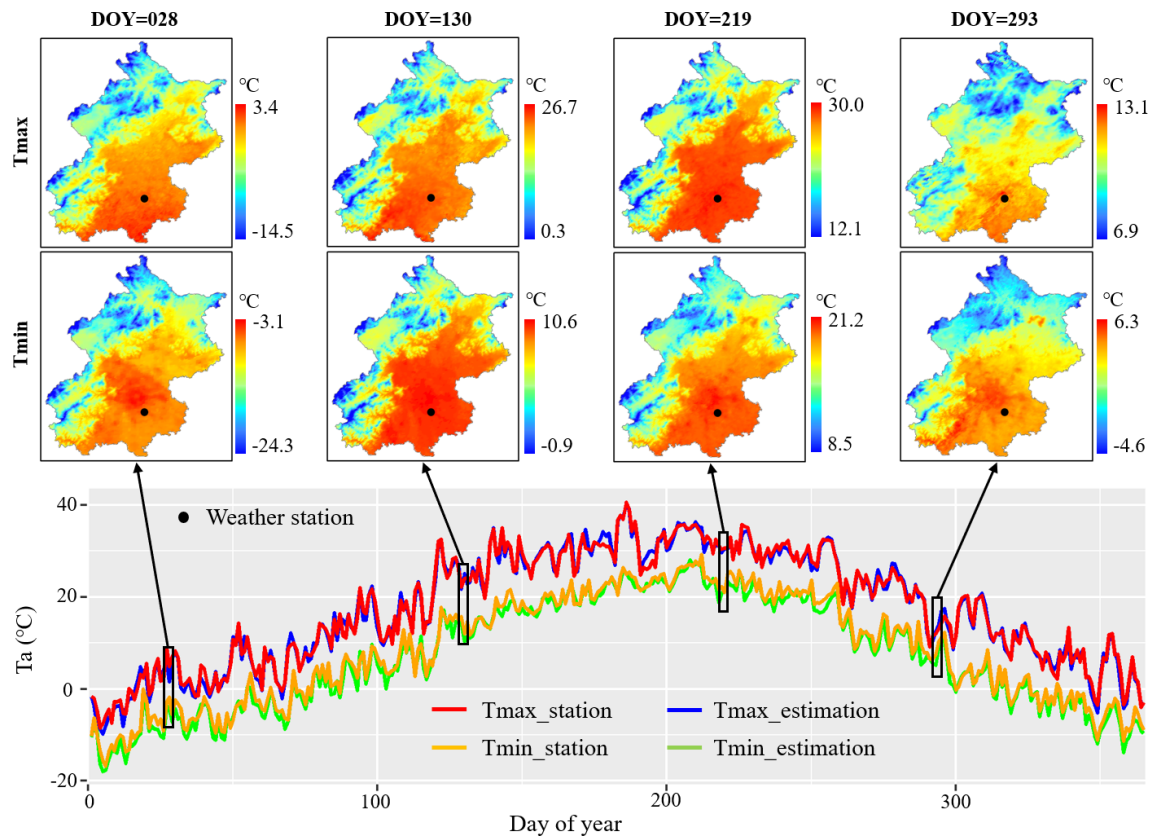 DOY=028 DOY=130 DOY=219 DOY=293
Tmax
°C 3.4 -14.5
°C 26.7 0.3
°C 30.0 12.1
°C 13.1 6.9
Tmin
°C -3.1 -24.3
°C 10.6 -0.9
°C 21.2 8.5
°C 6.3 -4.6
Weather station
Ta (°C)
40
20
0
-20
Tmax_station Tmax_estimation
Tmin_station Tmin_estimation
0 100 200 300
Day of year